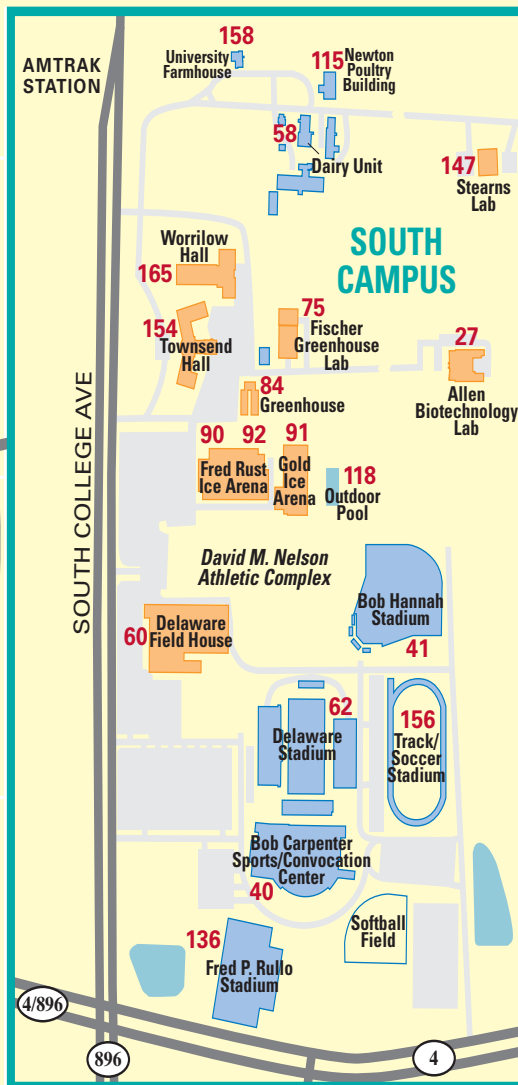 158
University
Farmhouse
115
Newton
Poultry
Building
AMTRAK
STATION
58
Dairy Unit
147
Stearns
Lab
SOUTH
CAMPUS
Worrilow
Hall
165
154
Townsend
Hall
75
Fischer
Greenhouse
Lab
27
Allen
Biotechnology
Lab
84
Greenhouse
90
92
Fred Rust
Ice Arena
91
Gold
Ice
Arena
118
Outdoor
Pool
SOUTH COLLEGE AVE
David M. Nelson
Athletic Complex
Bob Hannah
Stadium
41
60
Delaware
Field House
62
Delaware
Stadium
156
Track/
Soccer
Stadium
Bob Carpenter
Sports/Convocation
Center
40
Softball
Field
136
Fred P. Rullo
Stadium
4/896
896
4